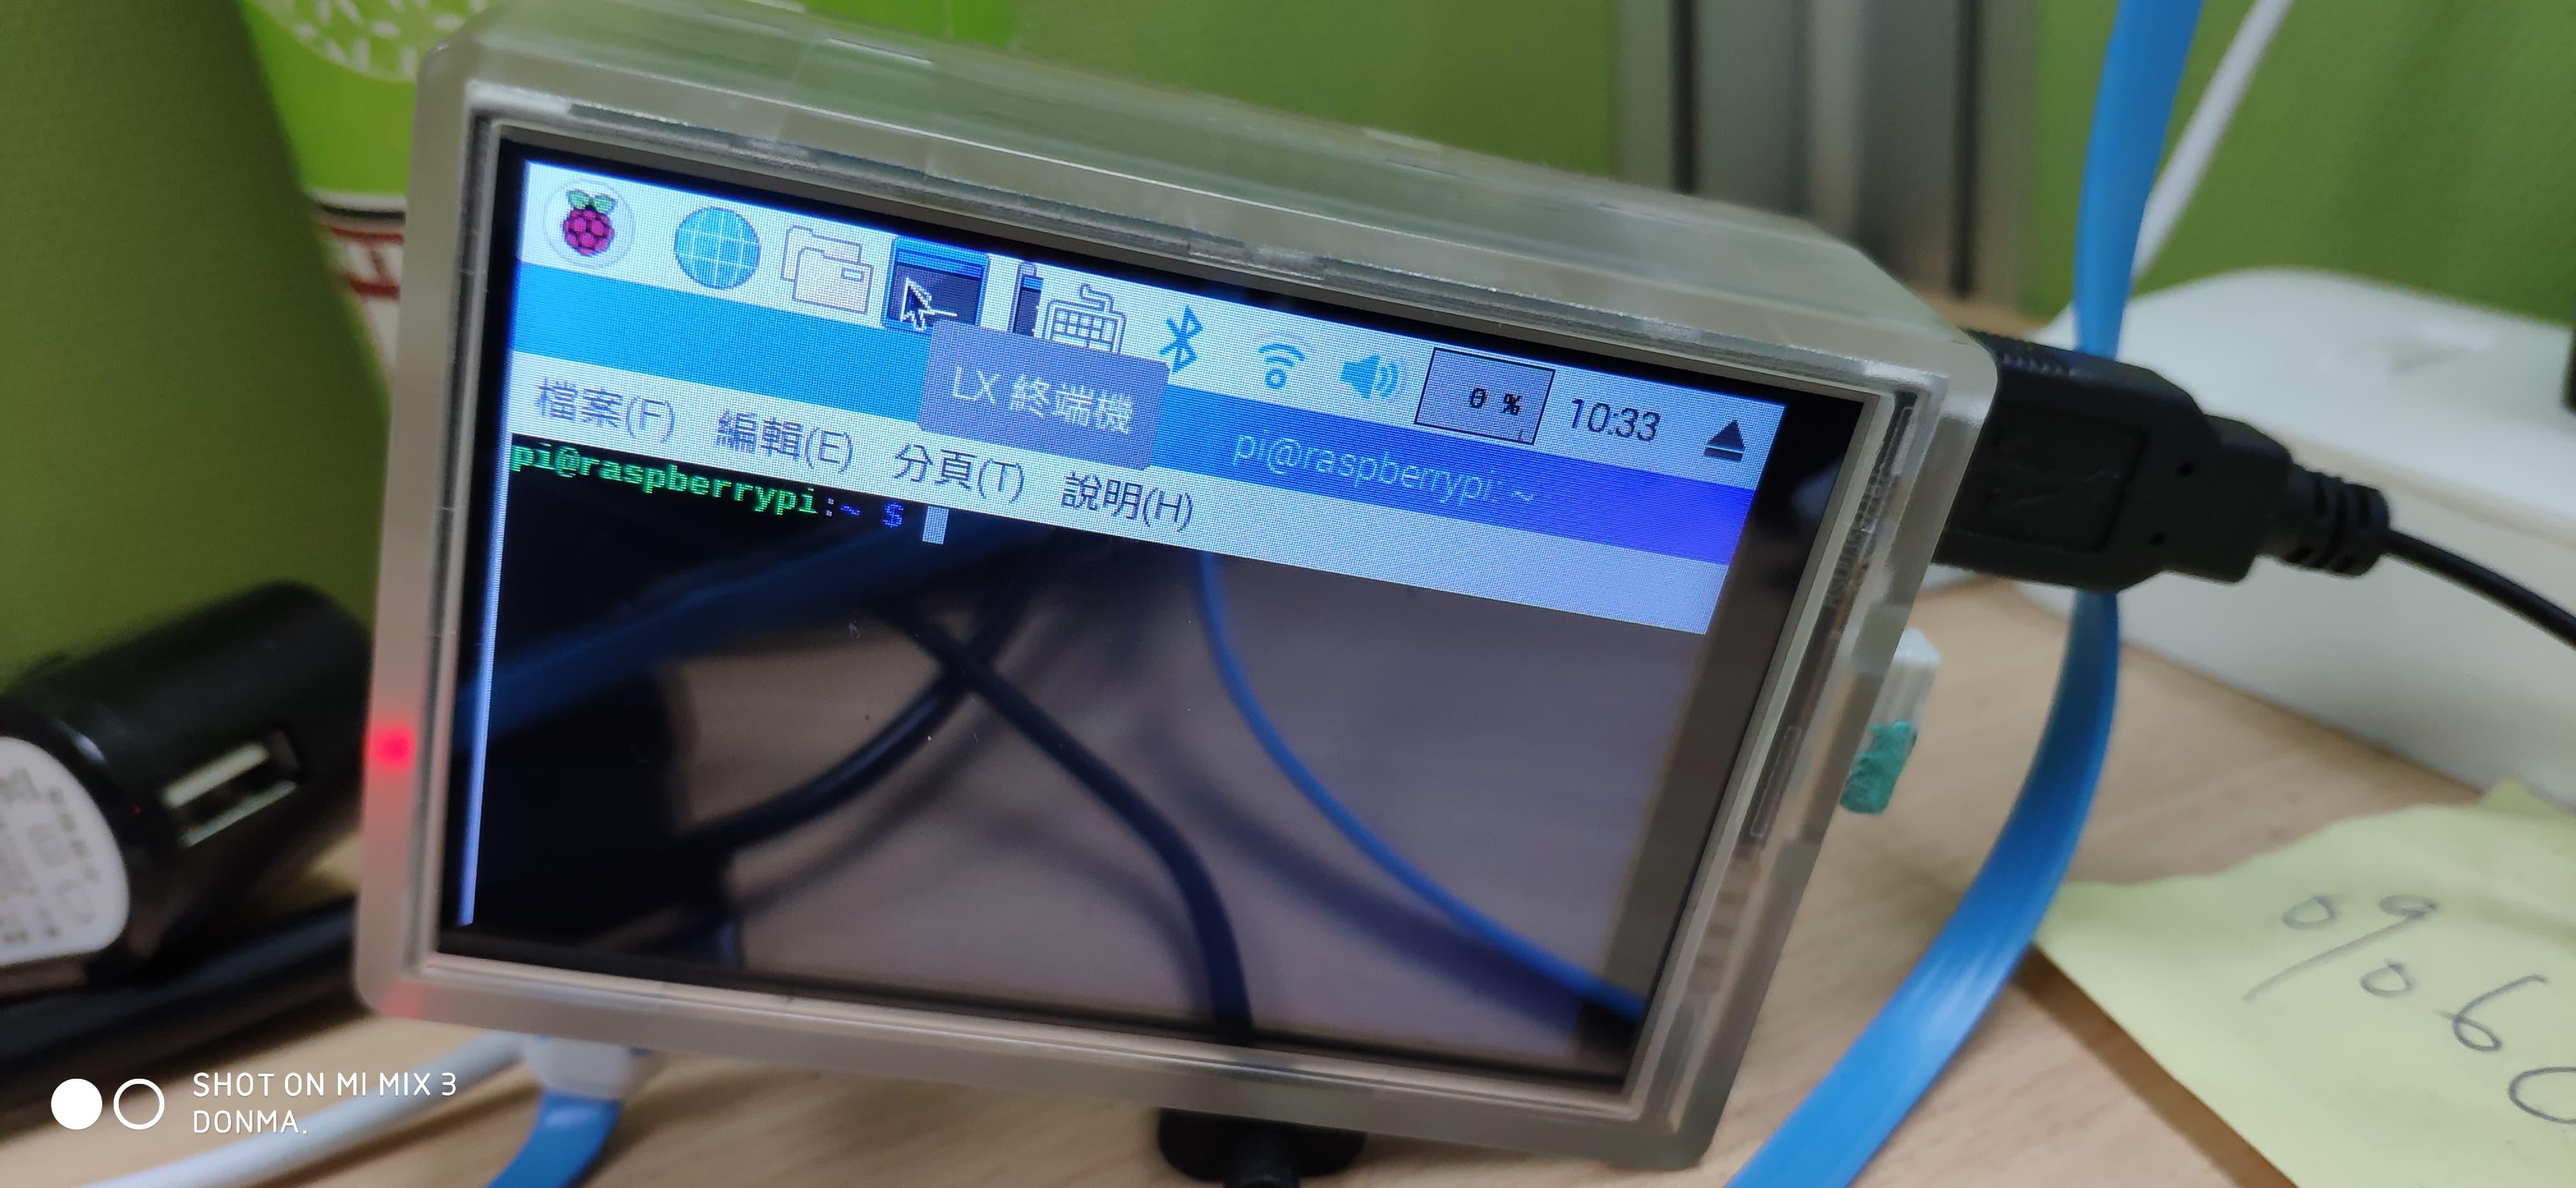 0 %
10:33
LX 終端機
pi@raspberrypi: ~
檔案(F) 編輯(E) 分頁(T) 說明(H)
pi@raspberrypi:~ $
0960
SHOT ON MI MIX 3
DONMA.